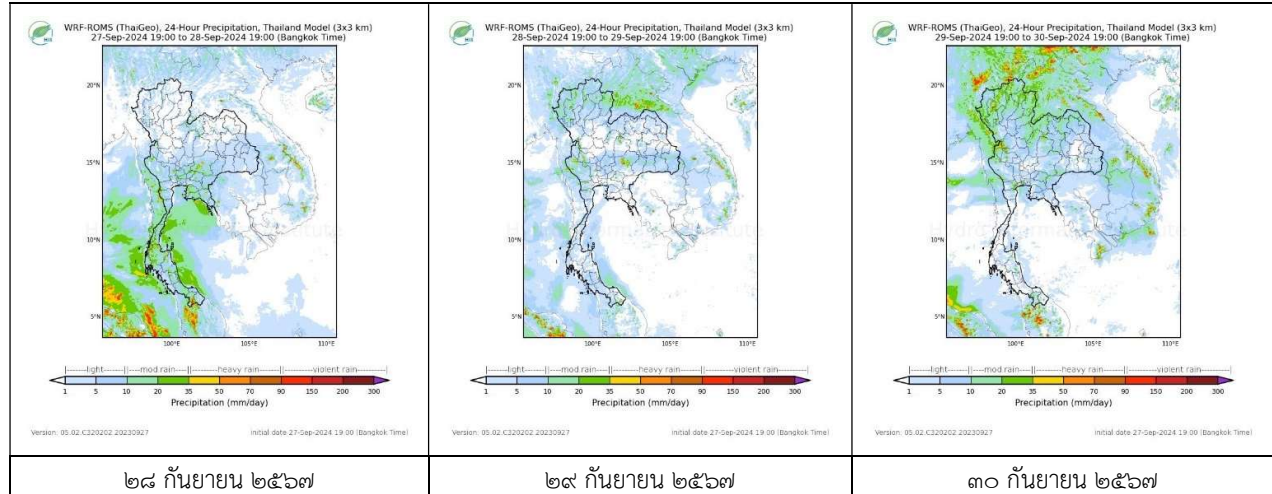 WRF-ROMS (ThaiGeo), 24-Hour Precipitation, Thailand Model (3x3 km)
27-Sep-2024 19:00 to 28-Sep-2024 19:00 (Bangkok Time)
20°N
15°N
10°N
5°N
100°E
105°E
110°E
light
mod rain
heavy rain
violent rain
1 5 10 20 35 50 70 90 150 200 300
Precipitation (mm/day)
Version: 05.02.C320202 20230927
initial date 27-Sep-2024 19:00 (Bangkok Time)
๒๘ กันยายน ๒๕๖๗
WRF-ROMS (ThaiGeo), 24-Hour Precipitation, Thailand Model (3x3 km)
28-Sep-2024 19:00 to 29-Sep-2024 19:00 (Bangkok Time)
20°N
15°N
10°N
5°N
100°E
105°E
110°E
light
mod rain
heavy rain
violent rain
1 5 10 20 35 50 70 90 150 200 300
Precipitation (mm/day)
Version: 05.02.C320202 20230927
initial date 27-Sep-2024 19:00 (Bangkok Time)
๒๙ กันยายน ๒๕๖๗
WRF-ROMS (ThaiGeo), 24-Hour Precipitation, Thailand Model (3x3 km)
29-Sep-2024 19:00 to 30-Sep-2024 19:00 (Bangkok Time)
20°N
15°N
10°N
5°N
100°E
105°E
110°E
light
mod rain
heavy rain
violent rain
1 5 10 20 35 50 70 90 150 200 300
Precipitation (mm/day)
Version: 05.02.C320202 20230927
initial date 27-Sep-2024 19:00 (Bangkok Time)
๓๐ กันยายน ๒๕๖๗